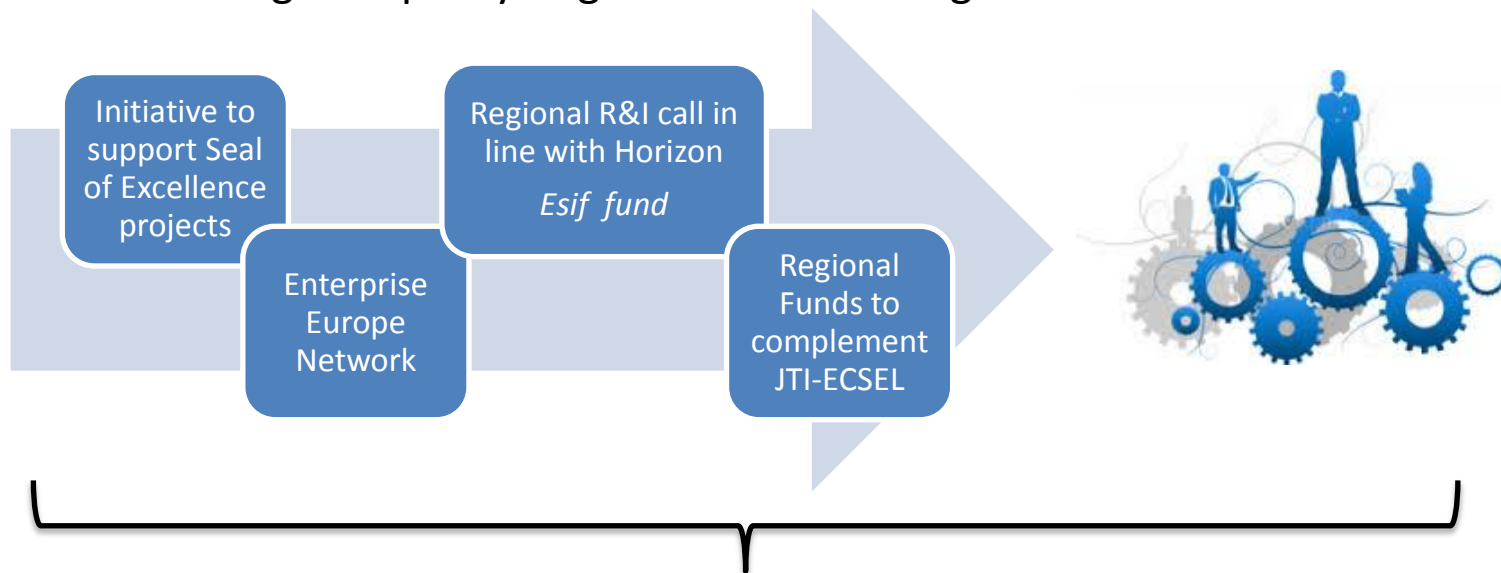 Initiative to
support Seal
of Excellence
projects
Enterprise
Europe
Network
Regional R&I call in
line with Horizon
Esif fund
Regional
Funds to
complement
JTI-ECSEL